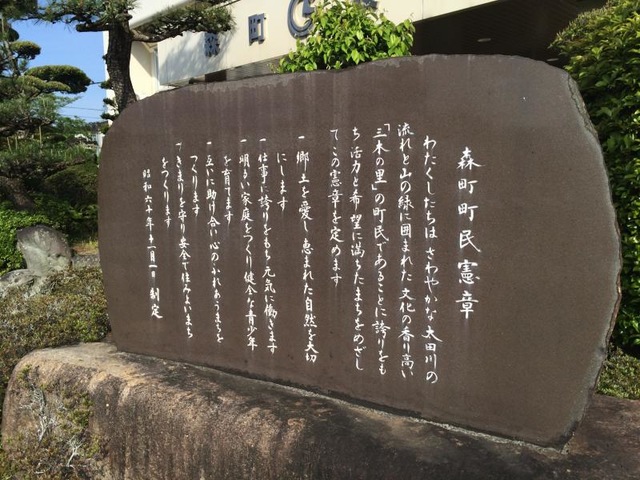 森町町民憲章
わたくしたちは さわやかな 太田川の
流れと山の緑に囲まれた 文化の香り高い
「三木の里」の町民であることに誇りをも
ち 活力と希望に満ちたまちをめざし
て この憲章を定めます
一 郷土を愛し 恵まれた自然を大切
にします
一 仕事に誇りをもち 元気に働きます
一 明るい家庭をつくり 健全な青少年
を育てます
一 互いに助け合い 心のふれあうまちを
つくります
一 きまりを守り 安全で住みよいまち
をつくります
昭和六十年十一月一日 制定
町